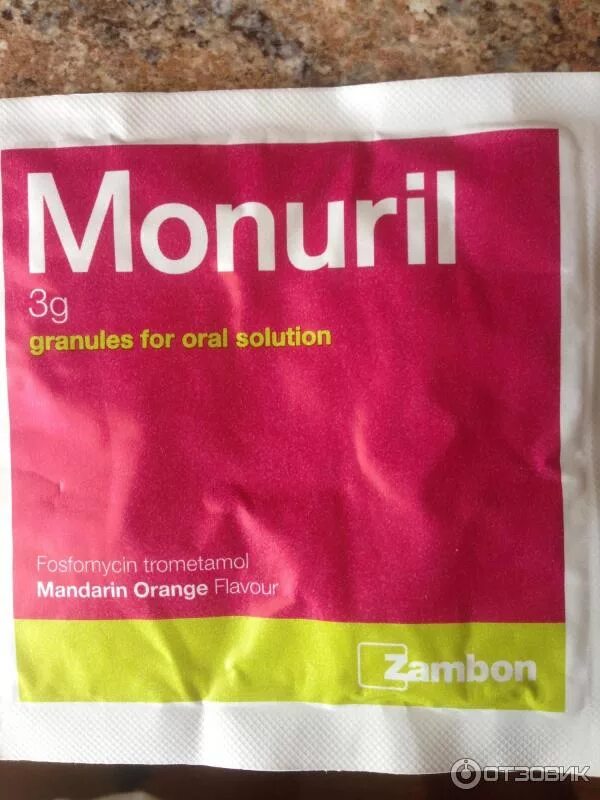 Monuril
3g
granules for oral solution
Fosfomycin trometamol
Mandarin Orange Flavour
Zambon
ОТЗОВИК